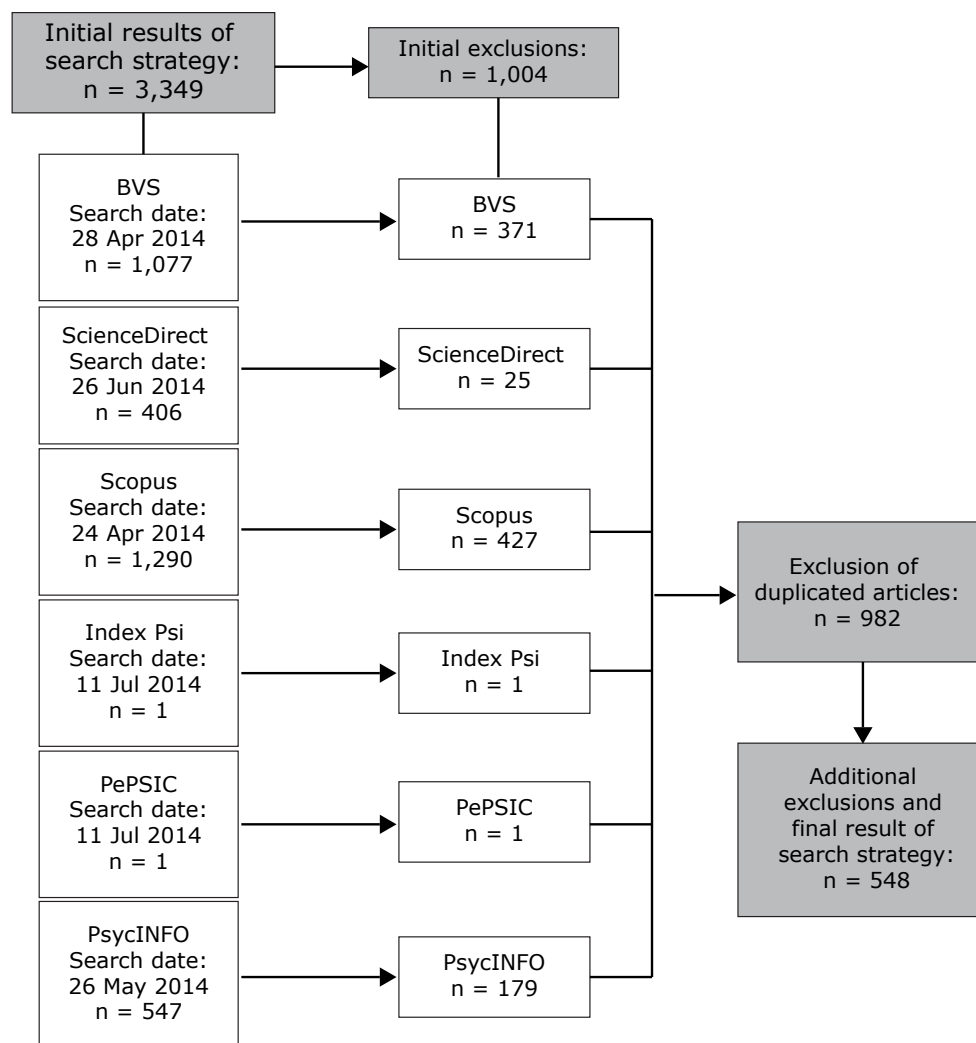 Initial results of
search strategy:
n = 3,349
Initial exclusions:
n = 1,004
BVS
Search date:
28 Apr 2014
n = 1,077
BVS
n = 371
ScienceDirect
Search date:
26 Jun 2014
n = 406
ScienceDirect
n = 25
Scopus
Search date:
24 Apr 2014
n = 1,290
Scopus
n = 427
Index Psi
Search date:
11 Jul 2014
n = 1
Index Psi
n = 1
PePSIC
Search date:
11 Jul 2014
n = 1
PePSIC
n = 1
PsycINFO
Search date:
26 May 2014
n = 547
PsycINFO
n = 179
Exclusion of
duplicated articles:
n = 982
Additional
exclusions and
final result of
search strategy:
n = 548